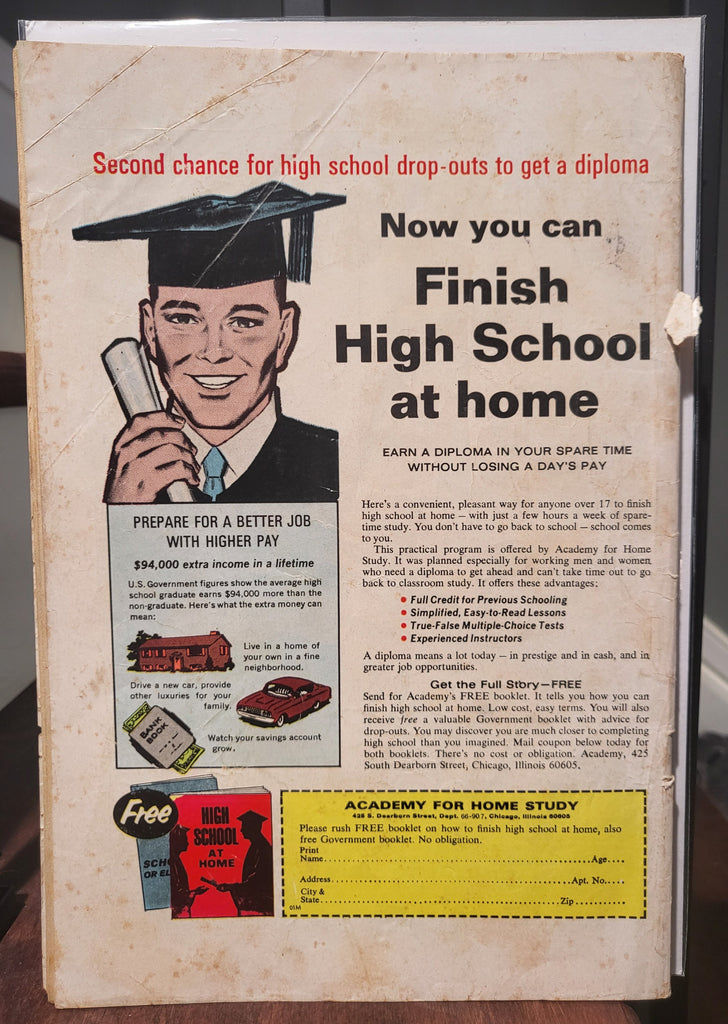 Second chance for high school drop-outs to get a diploma
Now you can
Finish
High School
at home
EARN A DIPLOMA IN YOUR SPARE TIME
WITHOUT LOSING A DAY'S PAY
PREPARE FOR A BETTER JOB
WITH HIGHER PAY
$94,000 extra income in a lifetime
U.S. Government figures show the average high
school graduate earns $94,000 more than the
non-graduate. Here's what the extra money can
mean:
Live in a home of
your own in a fine
neighborhood.
Drive a new car, provide
other luxuries for your
family.
BANK
BOOK
Watch your savings account
grow.
Here's a convenient, pleasant way for anyone over 17 to finish
high school at home — with just a few hours a week of spare-
time study. You don't have to go back to school — school comes
to you.
This practical program is offered by Academy for Home
Study. It was planned especially for working men and women
who need a diploma to get ahead and can't take time out to go
back to classroom study. It offers these advantages:
• Full Credit for Previous Schooling
• Simplified, Easy-to-Read Lessons
• True-False Multiple-Choice Tests
• Experienced Instructors
A diploma means a lot today — in prestige and in cash, and in
greater job opportunities.
Get the Full Story—FREE
Send for Academy's FREE booklet. It tells you how you can
finish high school at home. Low cost, easy terms. You will also
receive free a valuable Government booklet with advice for
drop-outs. You may discover you are much closer to completing
high school than you imagined. Mail coupon below today for
both booklets. There's no cost or obligation. Academy, 425
South Dearborn Street, Chicago, Illinois 60605.
Free
SCHO
OR EL
HIGH
SCHOOL
AT
HOME
ACADEMY FOR HOME STUDY
425 S. Dearborn Street, Dept. 66-907, Chicago, Illinois 60605
Please rush FREE booklet on how to finish high school at home, also
free Government booklet. No obligation.
Print
Name Age
Address Apt. No.
City &
State Zip
01M